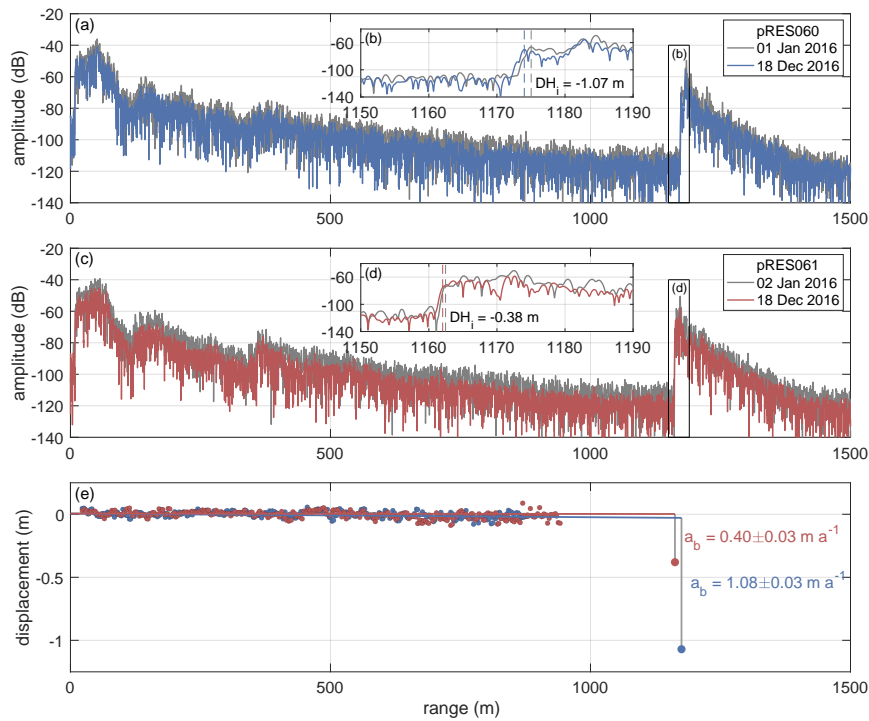 (a)
-20
-40
-60
-80
-100
-120
-140
amplitude (dB)
0
500
1000
1500
pRES060
01 Jan 2016
18 Dec 2016
(b)
(b)
-60
-100
-140
1150
1160
1170
1180
1190
DHi = -1.07 m
(c)
-20
-40
-60
-80
-100
-120
-140
amplitude (dB)
0
500
1000
1500
pRES061
02 Jan 2016
18 Dec 2016
(d)
(d)
-60
-100
-140
1150
1160
1170
1180
1190
DHi = -0.38 m
(e)
0
-0.5
-1
displacement (m)
ab = 0.40±0.03 m a-1
ab = 1.08±0.03 m a-1
0
500
1000
1500
range (m)